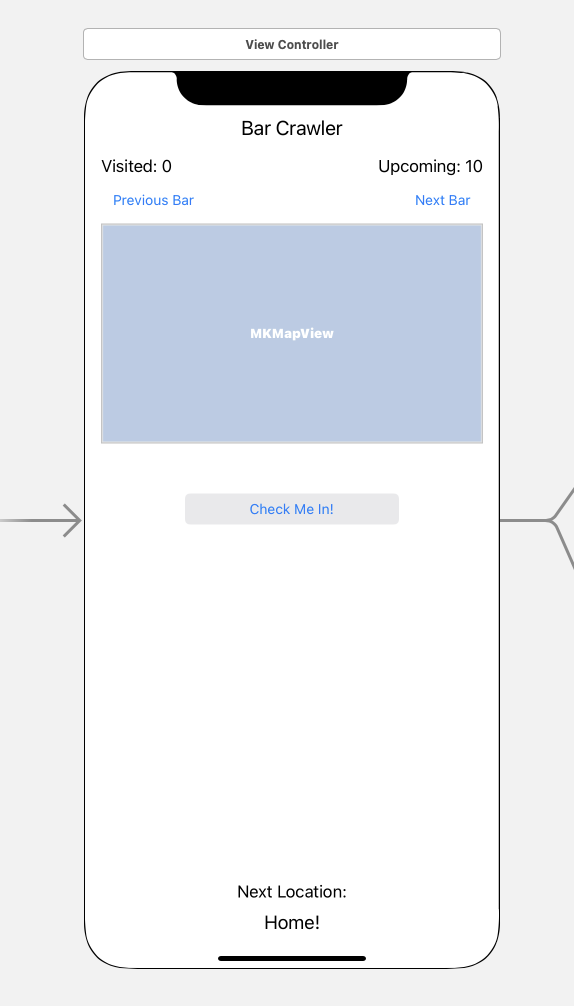 View Controller
Bar Crawler
Visited: 0 Upcoming: 10
Previous Bar Next Bar
MKMapView
Check Me In!
Next Location:
Home!